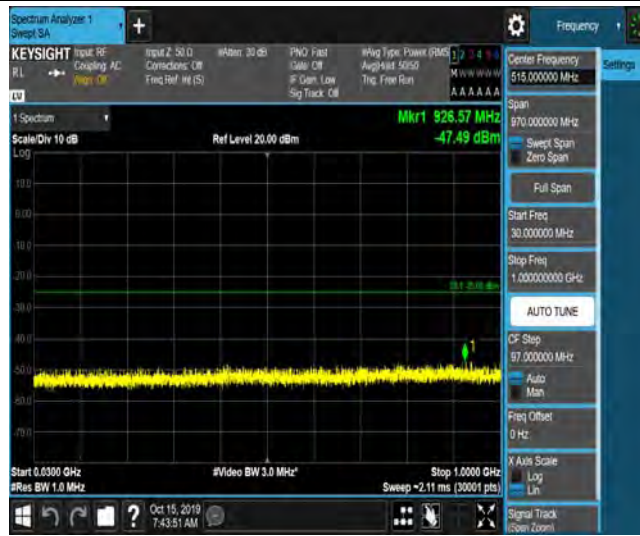 Spectrum Analyzer 1
Swept SA
+
Frequency
KEYSIGHT
RL
Input: RF
Coupling: AC
Align: Off
Input Z: 50 Ω
Corrections: Off
Freq Ref: Int (S)
#Atten: 30 dB
PNO: Fast
Gate: Off
IF Gain: Low
Sig Track: Off
#Avg Type: Power (RMS
Avg|Hold: 50/50
Trig: Free Run
1 2 3 4 5 6
M W W W W W
A A A A A A
LV
1 Spectrum
Scale/Div 10 dB
Log
Ref Level 20.00 dBm
Mkr1 926.57 MHz
-47.49 dBm
10.0
0.00
-10.0
-20.0
-30.0
-40.0
-50.0
-60.0
-70.0
1
Start 0.0300 GHz
#Res BW 1.0 MHz
#Video BW 3.0 MHz*
Stop 1.0000 GHz
Sweep ~2.11 ms (30001 pts)
Center Frequency
515.000000 MHz
Settings
Span
970.000000 MHz
Swept Span
Zero Span
Full Span
Start Freq
30.000000 MHz
Stop Freq
1.000000000 GHz
AUTO TUNE
CF Step
97.000000 MHz
Auto
Man
Freq Offset
0 Hz
X Axis Scale
Log
Lin
Signal Track
(Span Zoom)
?
Oct 15, 2019
7:43:51 AM